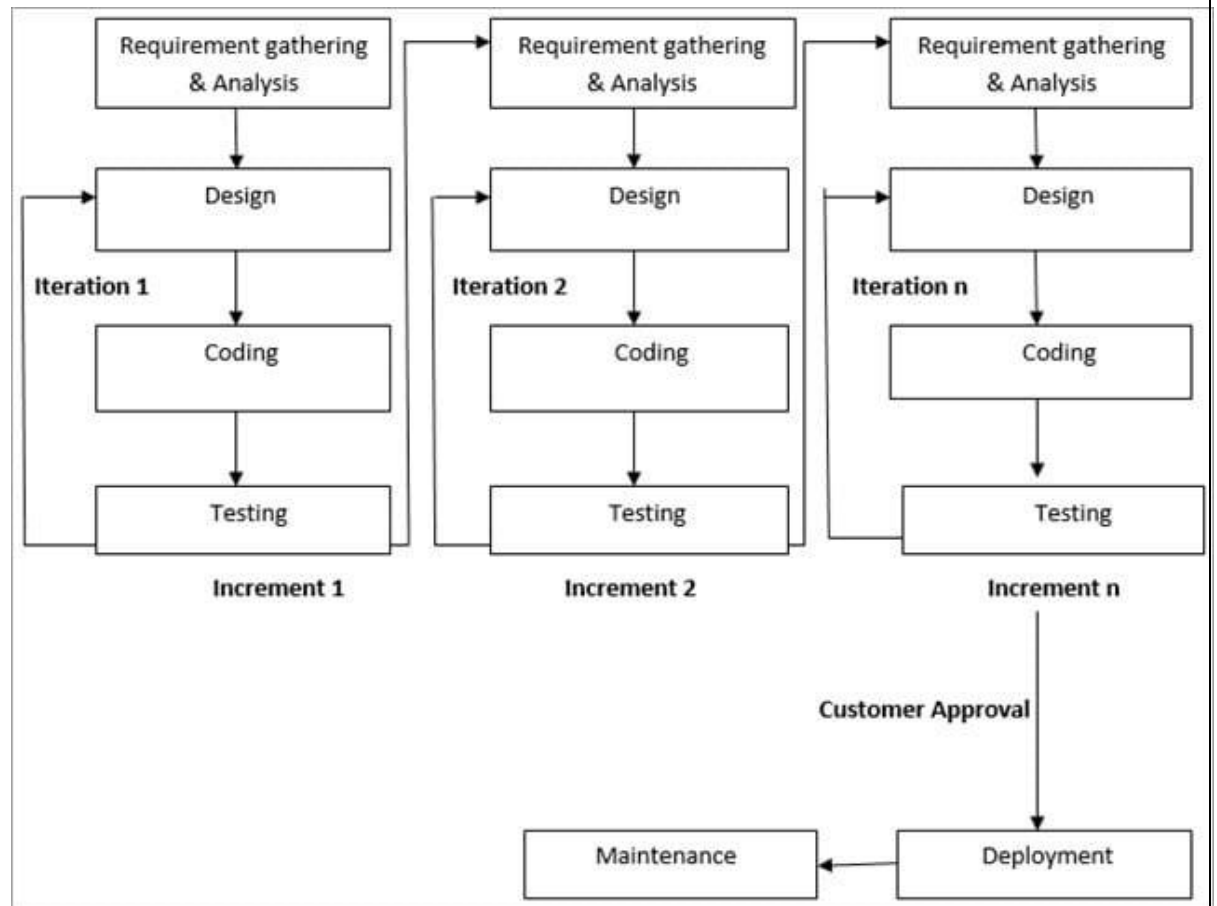 Requirement gathering
& Analysis
Requirement gathering
& Analysis
Requirement gathering
& Analysis
Design
Design
Design
Iteration 1
Iteration 2
Iteration n
Coding
Coding
Coding
Testing
Testing
Testing
Increment 1
Increment 2
Increment n
Customer Approval
Maintenance
Deployment